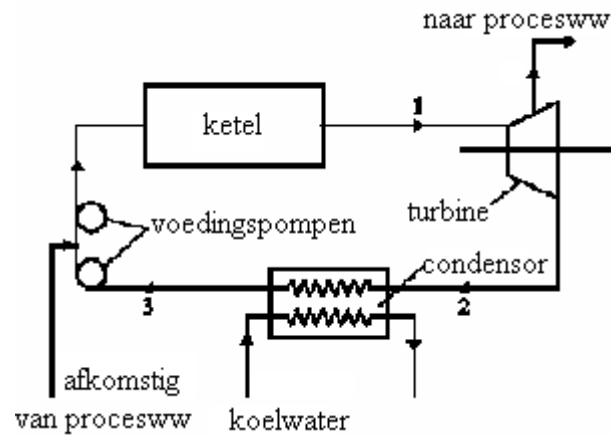 naar procesww
1
ketel
turbine
voedingspompen
condensor
3
2
afkomstig
van procesww
koelwater